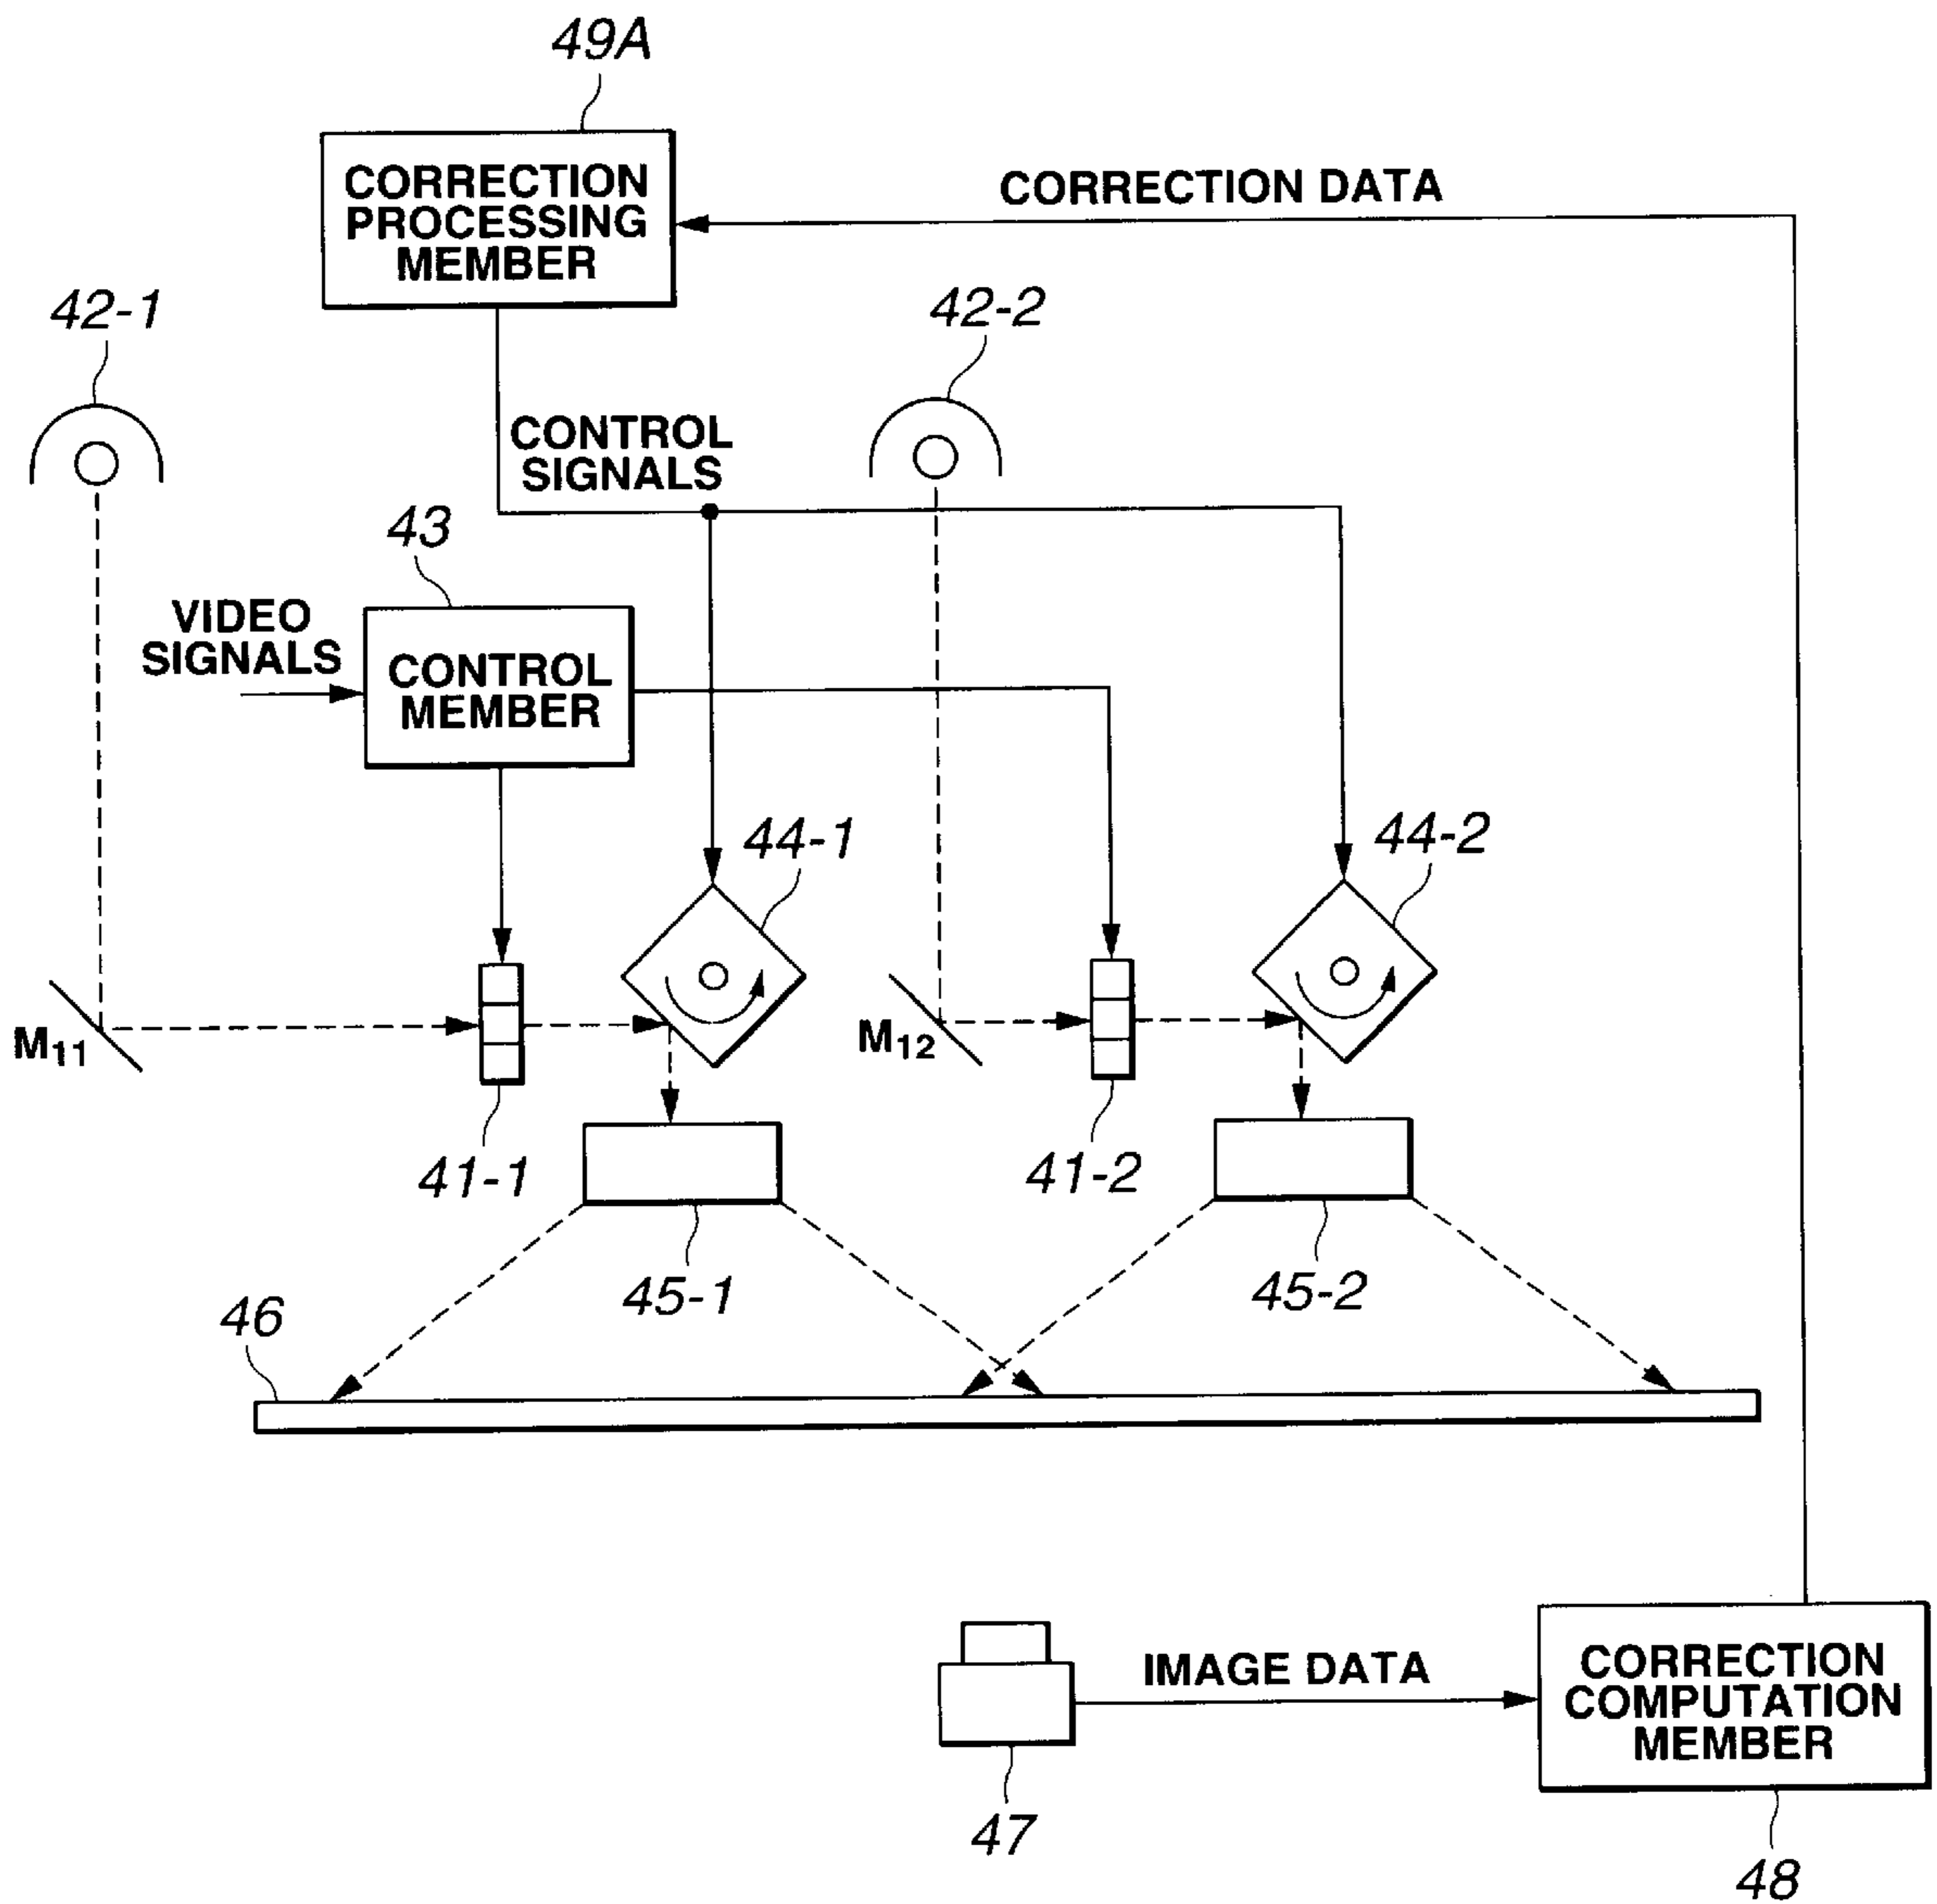 49A
CORRECTION
PROCESSING
MEMBER
CORRECTION DATA
42-1
42-2
CONTROL
SIGNALS
43
VIDEO
SIGNALS
CONTROL
MEMBER
44-1
44-2
M11
M12
41-1
41-2
45-1
45-2
46
IMAGE DATA
CORRECTION
COMPUTATION
MEMBER
47
48